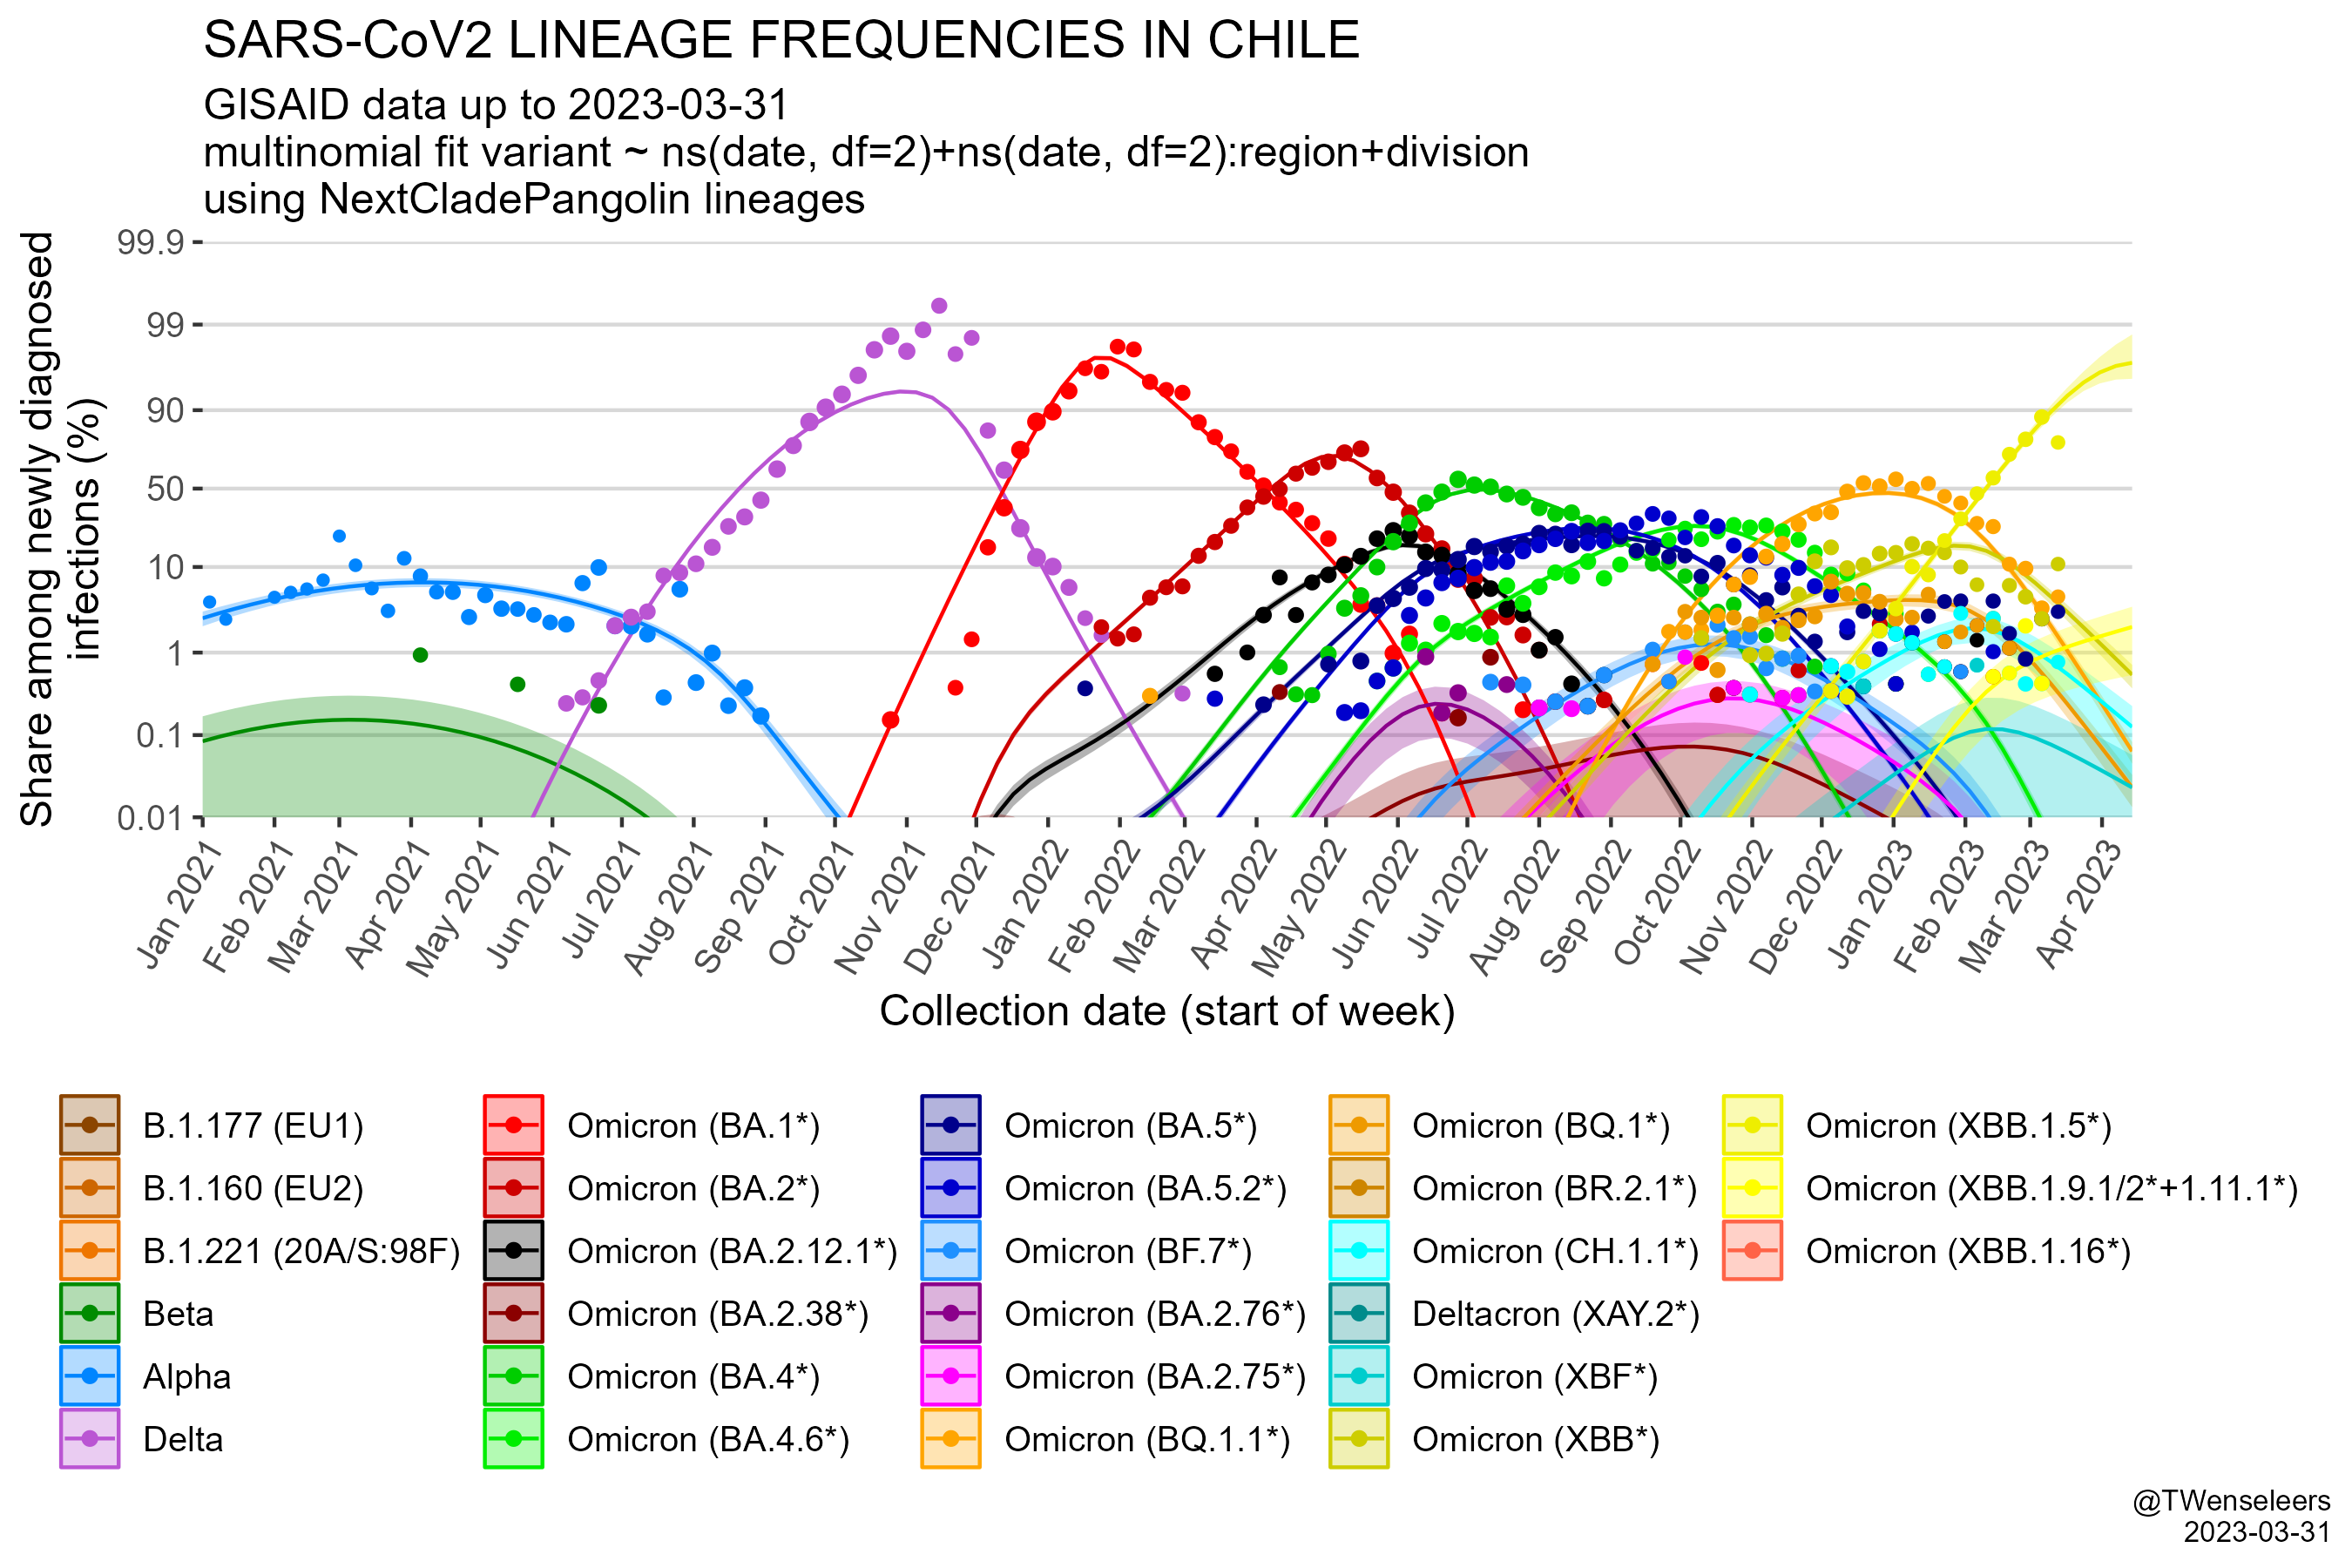 SARS-CoV2 LINEAGE FREQUENCIES IN CHILE
GISAID data up to 2023-03-31
multinomial fit variant ~ ns(date, df=2)+ns(date, df=2):region+division
using NextCladePangolin lineages
Share among newly diagnosed
infections (%)
99.9
99
90
50
10
1
0.1
0.01
Jan 2021
Feb 2021
Mar 2021
Apr 2021
May 2021
Jun 2021
Jul 2021
Aug 2021
Sep 2021
Oct 2021
Nov 2021
Dec 2021
Jan 2022
Feb 2022
Mar 2022
Apr 2022
May 2022
Jun 2022
Jul 2022
Aug 2022
Sep 2022
Oct 2022
Nov 2022
Dec 2022
Jan 2023
Feb 2023
Mar 2023
Apr 2023
Collection date (start of week)
B.1.177 (EU1)
B.1.160 (EU2)
B.1.221 (20A/S:98F)
Beta
Alpha
Delta
Omicron (BA.1*)
Omicron (BA.2*)
Omicron (BA.2.12.1*)
Omicron (BA.2.38*)
Omicron (BA.4*)
Omicron (BA.4.6*)
Omicron (BA.5*)
Omicron (BA.5.2*)
Omicron (BF.7*)
Omicron (BA.2.76*)
Omicron (BA.2.75*)
Omicron (BQ.1.1*)
Omicron (BQ.1*)
Omicron (BR.2.1*)
Omicron (CH.1.1*)
Deltacron (XAY.2*)
Omicron (XBF*)
Omicron (XBB*)
Omicron (XBB.1.5*)
Omicron (XBB.1.9.1/2*+1.11.1*)
Omicron (XBB.1.16*)
@TWenseleers
2023-03-31